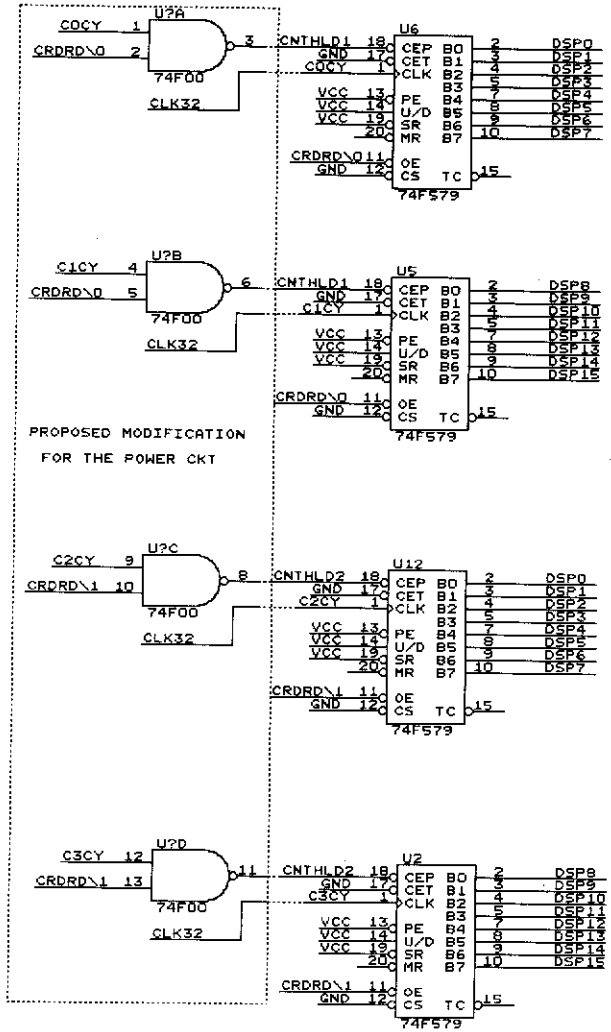 U?A
C0CY 1
CRDRD\0 2
3
74F00
CLK32
CNTHLD1 18
GND 17
C0CY 1
VCC 13
VCC 14
VCC 19
20
CRDRD\0 11
GND 12
U6
CEP B0 2 DSP0
CET B1 3 DSP1
CLK B2 4 DSP2
B3 5 DSP3
PE B4 7 DSP4
U/D B5 8 DSP5
SR B6 9 DSP6
MR B7 10 DSP7
OE
CS TC 15
74F579
U?B
C1CY 4
CRDRD\0 5
6
74F00
CLK32
CNTHLD1 18
GND 17
C1CY 1
VCC 13
VCC 14
VCC 19
20
CRDRD\0 11
GND 12
U5
CEP B0 2 DSP8
CET B1 3 DSP9
CLK B2 4 DSP10
B3 5 DSP11
PE B4 7 DSP12
U/D B5 8 DSP13
SR B6 9 DSP14
MR B7 10 DSP15
OE
CS TC 15
74F579
PROPOSED MODIFICATION
FOR THE POWER CKT
U?C
C2CY 9
CRDRD\1 10
8
74F00
CLK32
CNTHLD2 18
GND 17
C2CY 1
VCC 13
VCC 14
VCC 19
20
CRDRD\1 11
GND 12
U12
CEP B0 2 DSP0
CET B1 3 DSP1
CLK B2 4 DSP2
B3 5 DSP3
PE B4 7 DSP4
U/D B5 8 DSP5
SR B6 9 DSP6
MR B7 10 DSP7
OE
CS TC 15
74F579
U?D
C3CY 12
CRDRD\1 13
11
74F00
CLK32
CNTHLD2 18
GND 17
C3CY 1
VCC 13
VCC 14
VCC 19
20
CRDRD\1 11
GND 12
U2
CEP B0 2 DSP8
CET B1 3 DSP9
CLK B2 4 DSP10
B3 5 DSP11
PE B4 7 DSP12
U/D B5 8 DSP13
SR B6 9 DSP14
MR B7 10 DSP15
OE
CS TC 15
74F579